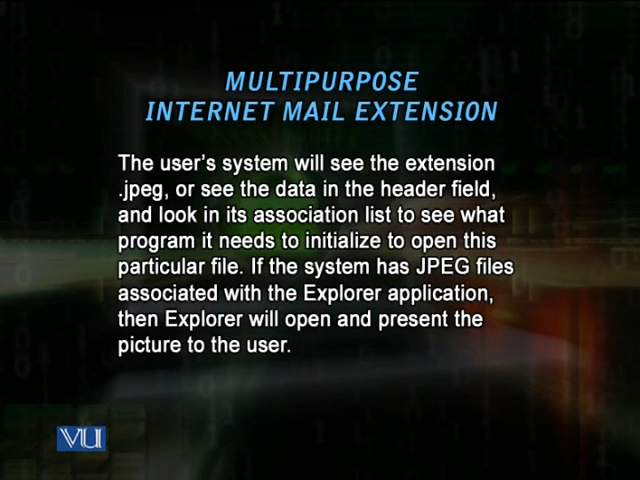 MULTIPURPOSE
INTERNET MAIL EXTENSION
The user's system will see the extension
.jpeg, or see the data in the header field,
and look in its association list to see what
program it needs to initialize to open this
particular file. If the system has JPEG files
associated with the Explorer application,
then Explorer will open and present the
picture to the user.
VU